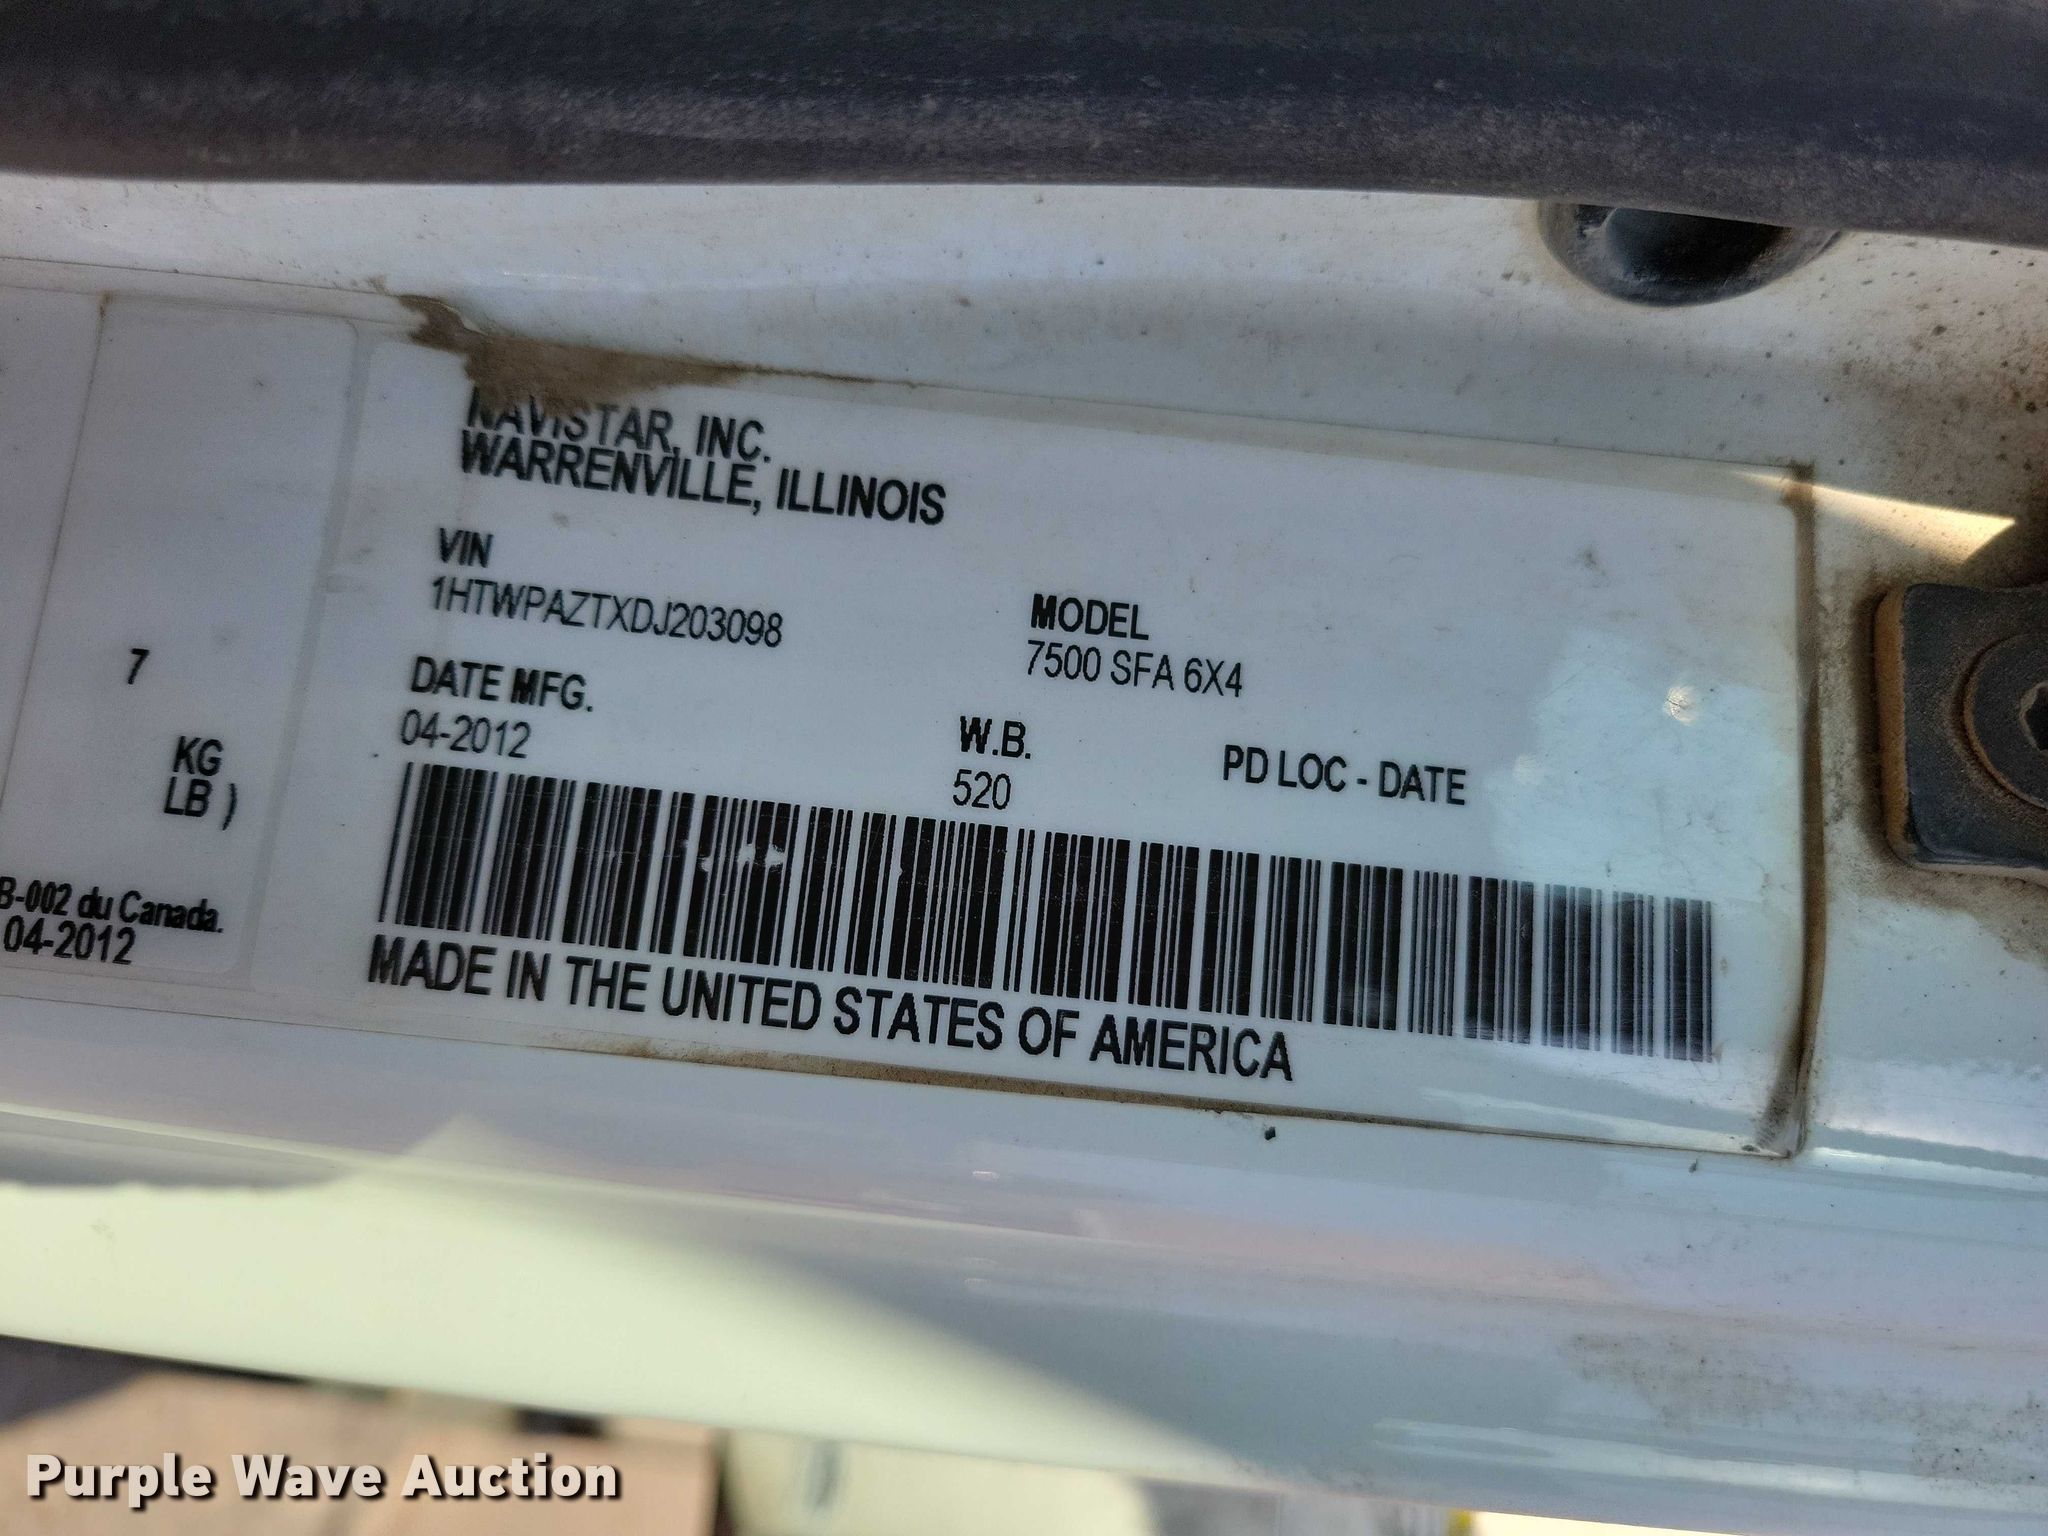 NAVISTAR, INC.
WARRENVILLE, ILLINOIS
VIN
1HTWPAZTXDJ203098
MODEL
7500 SFA 6X4
DATE MFG.
04-2012
W.B.
520
PD LOC - DATE
MADE IN THE UNITED STATES OF AMERICA
7
KG
LB )
B-002 du Canada.
04-2012
Purple Wave Auction